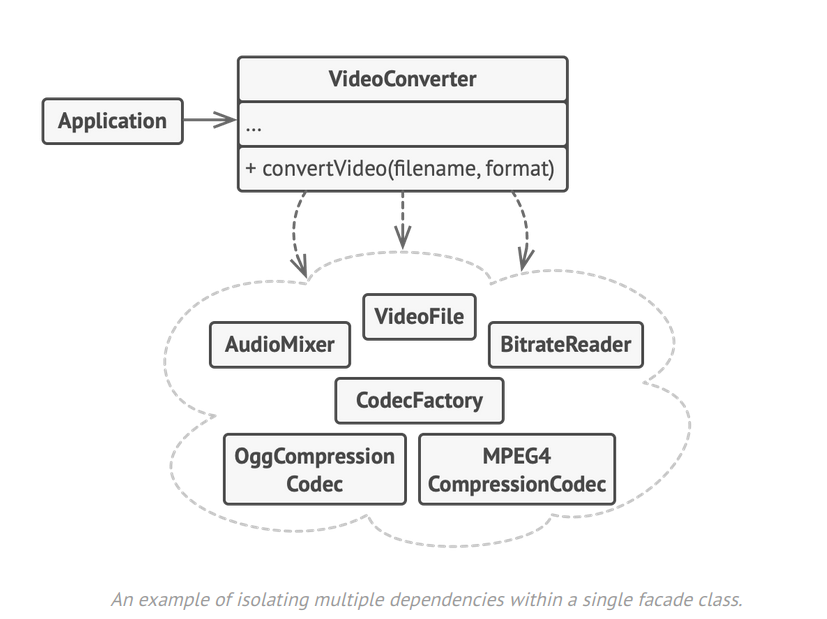 VideoConverter
Application
...
+ convertVideo(filename, format)
VideoFile
AudioMixer
BitrateReader
CodecFactory
OggCompression
Codec
MPEG4
CompressionCodec
An example of isolating multiple dependencies within a single facade class.